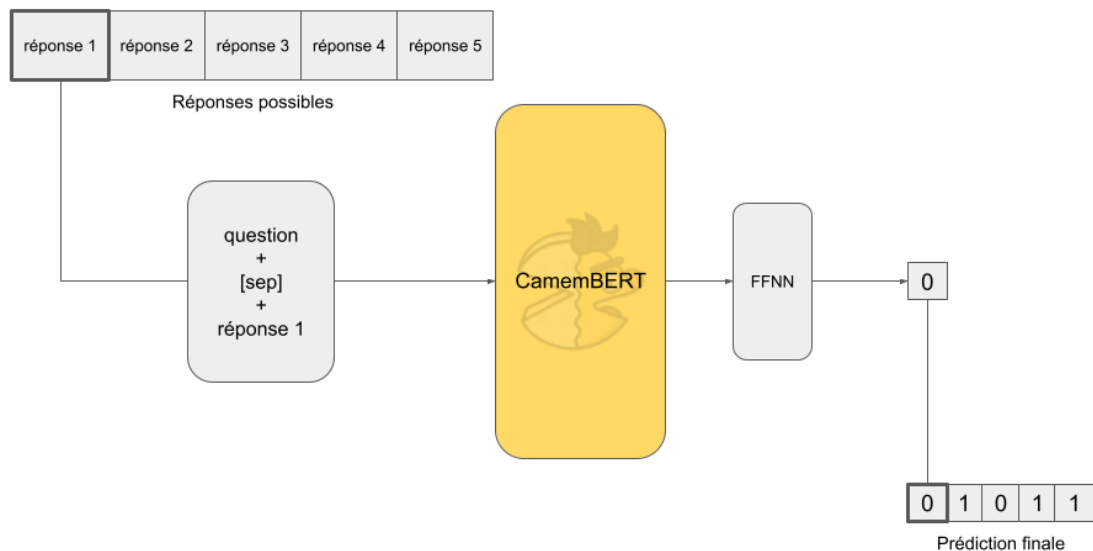 réponse 1 réponse 2 réponse 3 réponse 4 réponse 5
Réponses possibles
question
+
[sep]
+
réponse 1
CamemBERT
FFNN
0
0 1 0 1 1
Prédiction finale